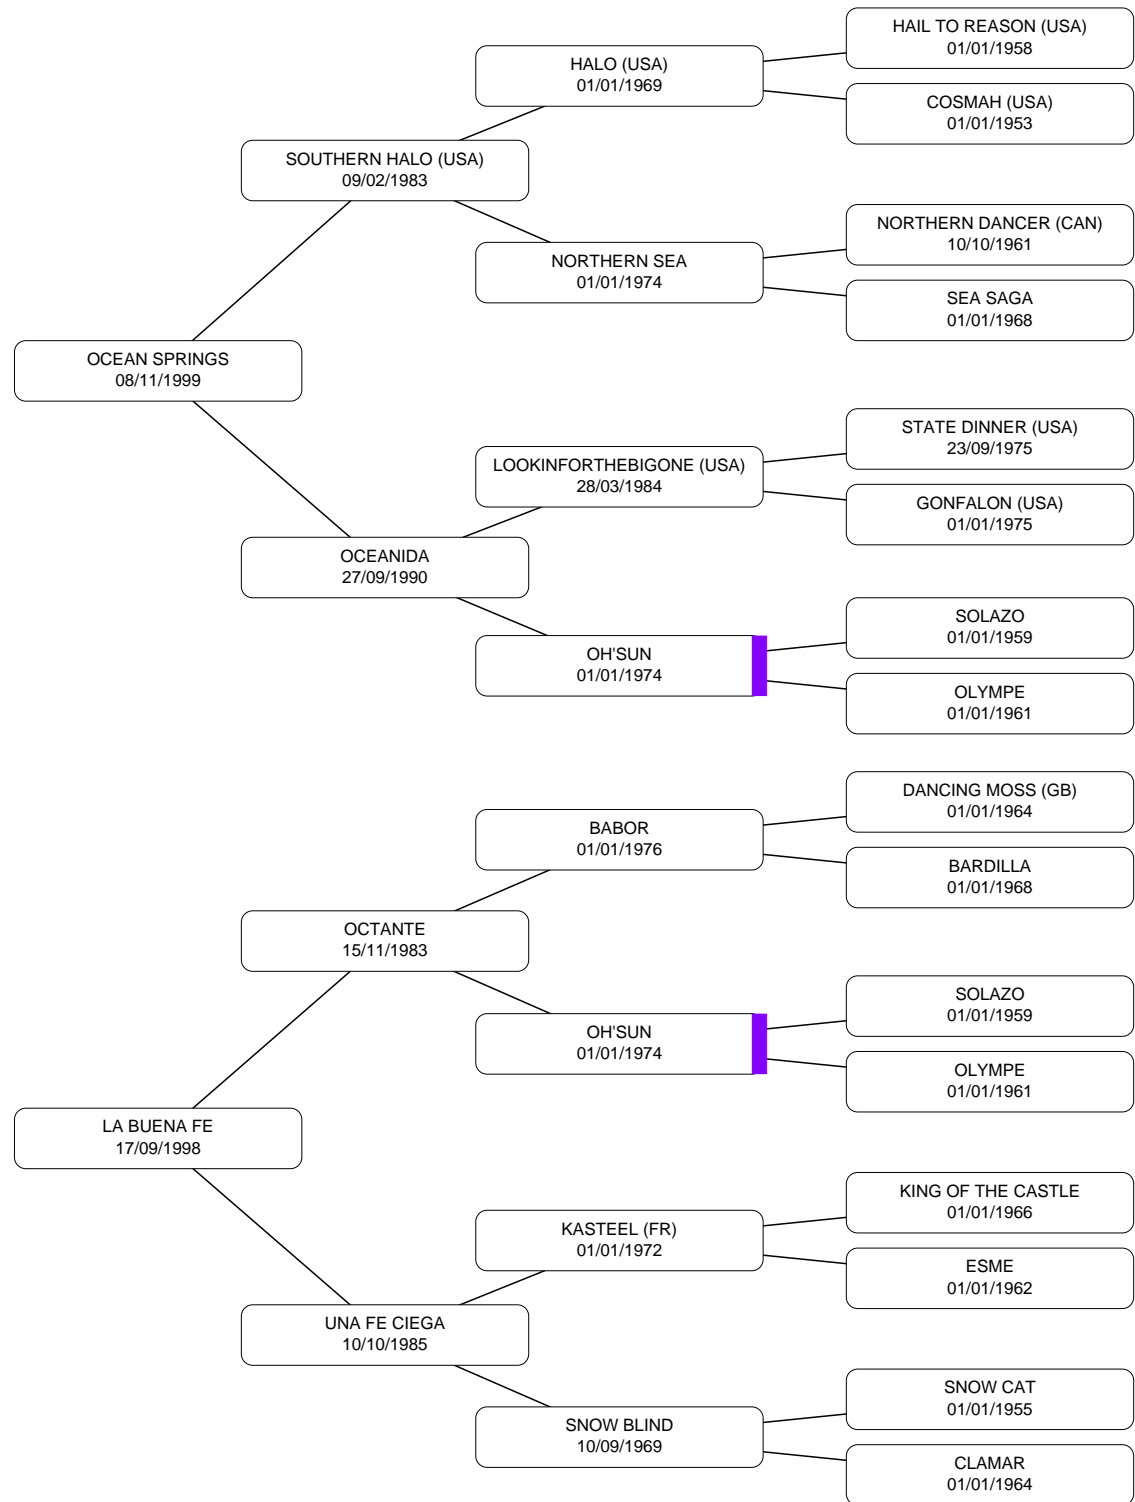 HAIL TO REASON (USA)
01/01/1958
HALO (USA)
01/01/1969
COSMAH (USA)
01/01/1953
SOUTHERN HALO (USA)
09/02/1983
NORTHERN DANCER (CAN)
10/10/1961
NORTHERN SEA
01/01/1974
SEA SAGA
01/01/1968
OCEAN SPRINGS
08/11/1999
STATE DINNER (USA)
23/09/1975
LOOKINFORTHEBIGONE (USA)
28/03/1984
GONFALON (USA)
01/01/1975
OCEANIDA
27/09/1990
SOLAZO
01/01/1959
OH'SUN
01/01/1974
OLYMPE
01/01/1961
DANCING MOSS (GB)
01/01/1964
BABOR
01/01/1976
BARDILLA
01/01/1968
OCTANTE
15/11/1983
SOLAZO
01/01/1959
OH'SUN
01/01/1974
OLYMPE
01/01/1961
LA BUENA FE
17/09/1998
KING OF THE CASTLE
01/01/1966
KASTEEL (FR)
01/01/1972
ESME
01/01/1962
UNA FE CIEGA
10/10/1985
SNOW CAT
01/01/1955
SNOW BLIND
10/09/1969
CLAMAR
01/01/1964